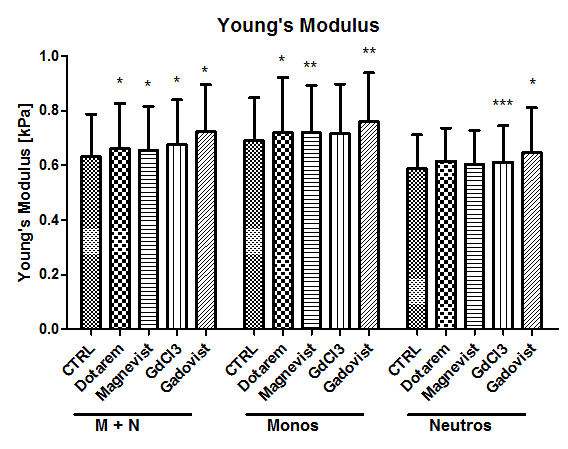 Young's Modulus
Young's Modulus [kPa]
1.0
0.8
0.6
0.4
0.2
0.0
* * * *
* ** **
*** *
CTRL Dotarem Magnevist GdCl3 Gadovist
CTRL Dotarem Magnevist GdCl3 Gadovist
CTRL Dotarem Magnevist GdCl3 Gadovist
M + N Monos Neutros